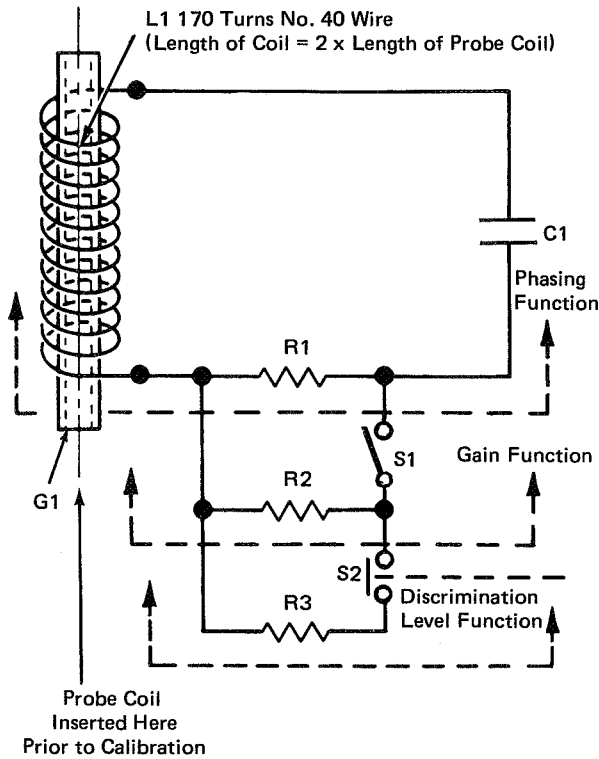 L1 170 Turns No. 40 Wire
(Length of Coil = 2 x Length of Probe Coil)
C1
Phasing
Function
R1
S1
Gain Function
G1
R2
S2
Discrimination
Level Function
R3
Probe Coil
Inserted Here
Prior to Calibration